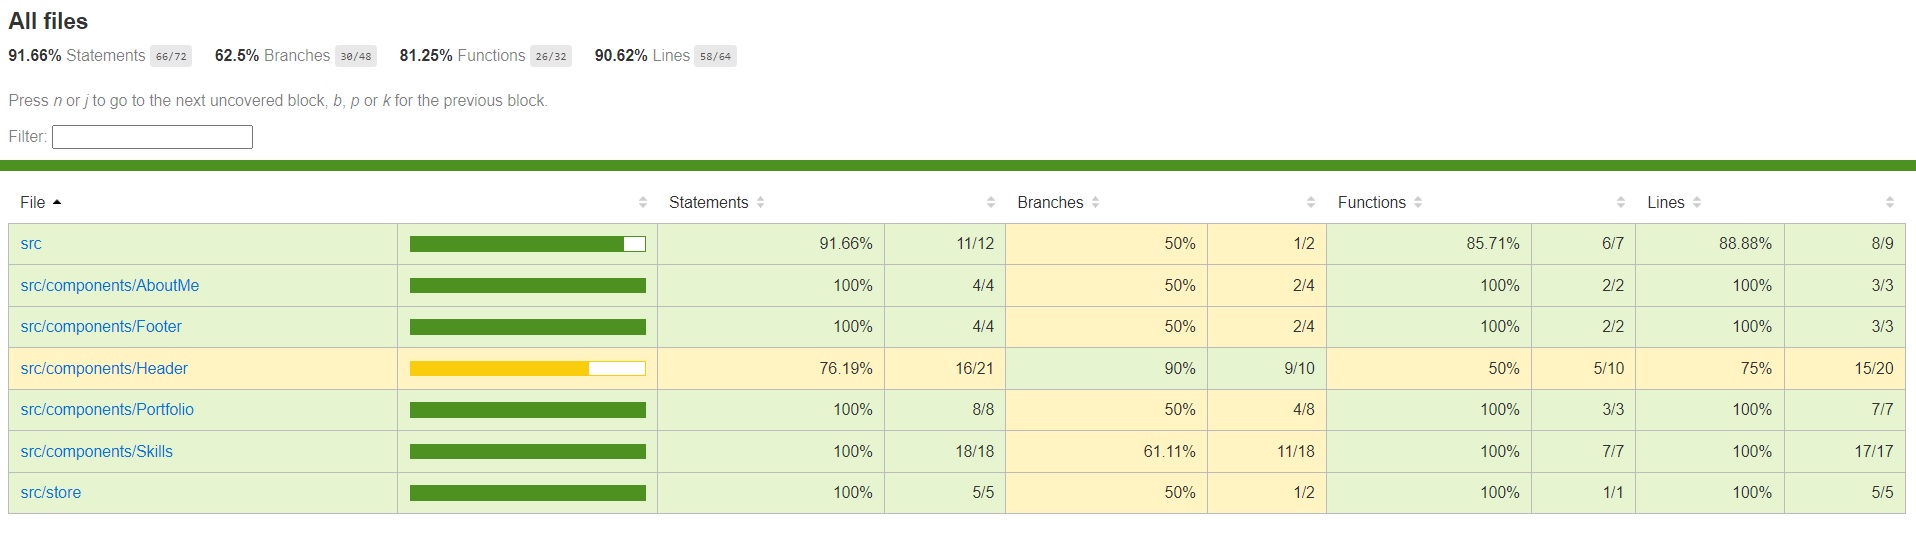 All files
91.66% Statements 66/72 62.5% Branches 30/48 81.25% Functions 26/32 90.62% Lines 58/64
Press n or j to go to the next uncovered block, b, p or k for the previous block.
Filter:
File Statements Branches Functions Lines
src 91.66% 11/12 50% 1/2 85.71% 6/7 88.88% 8/9
src/components/AboutMe 100% 4/4 50% 2/4 100% 2/2 100% 3/3
src/components/Footer 100% 4/4 50% 2/4 100% 2/2 100% 3/3
src/components/Header 76.19% 16/21 90% 9/10 50% 5/10 75% 15/20
src/components/Portfolio 100% 8/8 50% 4/8 100% 3/3 100% 7/7
src/components/Skills 100% 18/18 61.11% 11/18 100% 7/7 100% 17/17
src/store 100% 5/5 50% 1/2 100% 1/1 100% 5/5